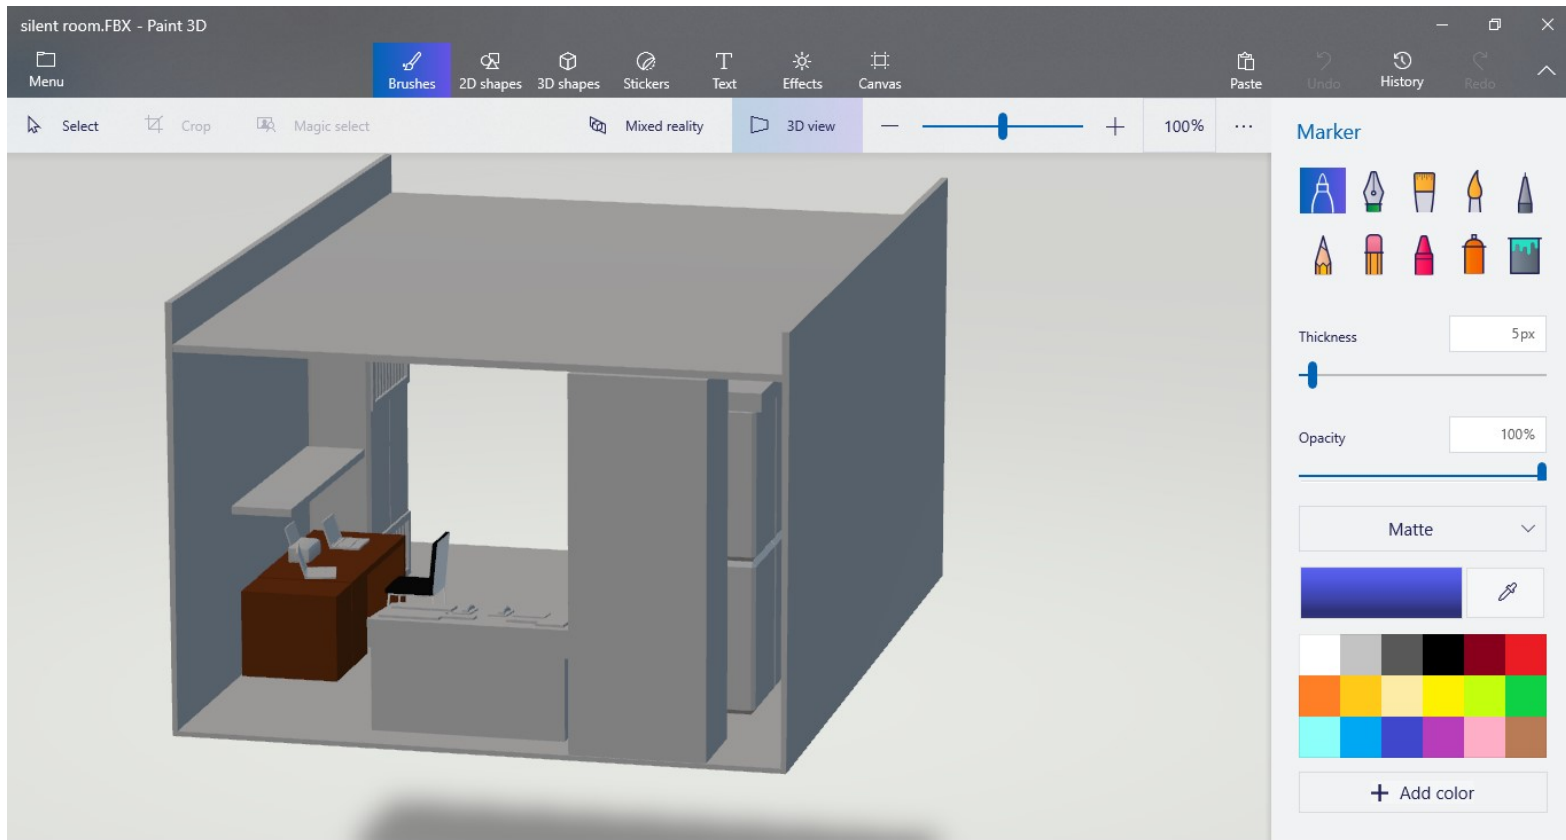 silent room.FBX - Paint 3D
Menu
Brushes
2D shapes
3D shapes
Stickers
Text
Effects
Canvas
Paste
Undo
History
Redo
Select
Crop
Magic select
Mixed reality
3D view
100%
Marker
Thickness
5px
Opacity
100%
Matte
Add color